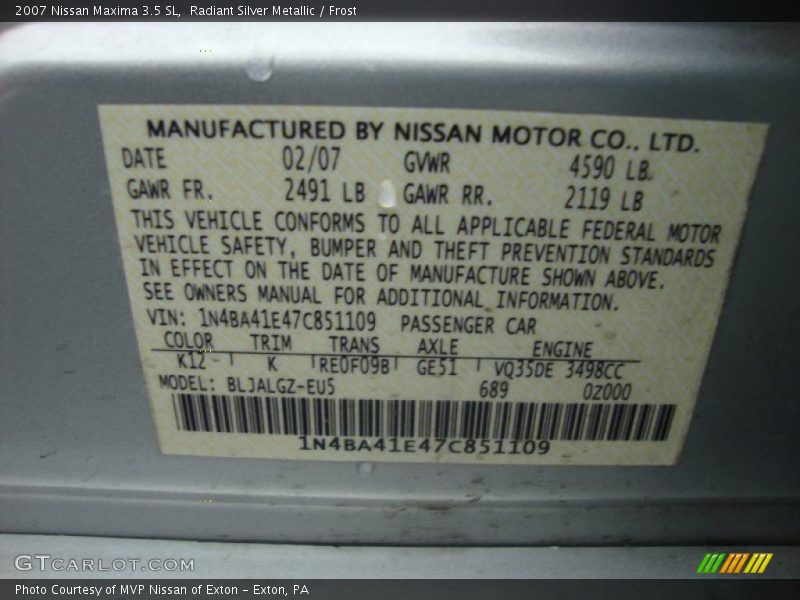 2007 Nissan Maxima 3.5 SL, Radiant Silver Metallic / Frost
MANUFACTURED BY NISSAN MOTOR CO., LTD.
DATE 02/07 GVWR 4590 LB.
GAWR FR. 2491 LB GAWR RR. 2119 LB
THIS VEHICLE CONFORMS TO ALL APPLICABLE FEDERAL MOTOR
VEHICLE SAFETY, BUMPER AND THEFT PREVENTION STANDARDS
IN EFFECT ON THE DATE OF MANUFACTURE SHOWN ABOVE.
SEE OWNERS MANUAL FOR ADDITIONAL INFORMATION.
VIN: 1N4BA41E47C851109 PASSENGER CAR
COLOR TRIM TRANS AXLE ENGINE
K12 K RE0F09B GE51 VQ35DE 3498CC
MODEL: BLJALGZ-EU5 689 0Z000
1N4BA41E47C851109
GTCARLOT.COM
Photo Courtesy of MVP Nissan of Exton - Exton, PA